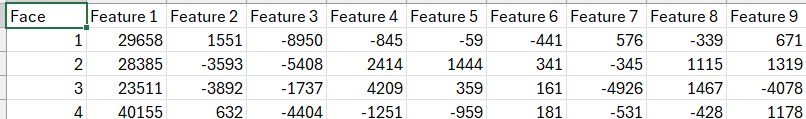 Face Feature 1 Feature 2 Feature 3 Feature 4 Feature 5 Feature 6 Feature 7 Feature 8 Feature 9
1 29658 1551 -8950 -845 -59 -441 576 -339 671
2 28385 -3593 -5408 2414 1444 341 -345 1115 1319
3 23511 -3892 -1737 4209 359 161 -4926 1467 -4078
4 40155 632 -4404 -1251 -959 181 -531 -428 1178